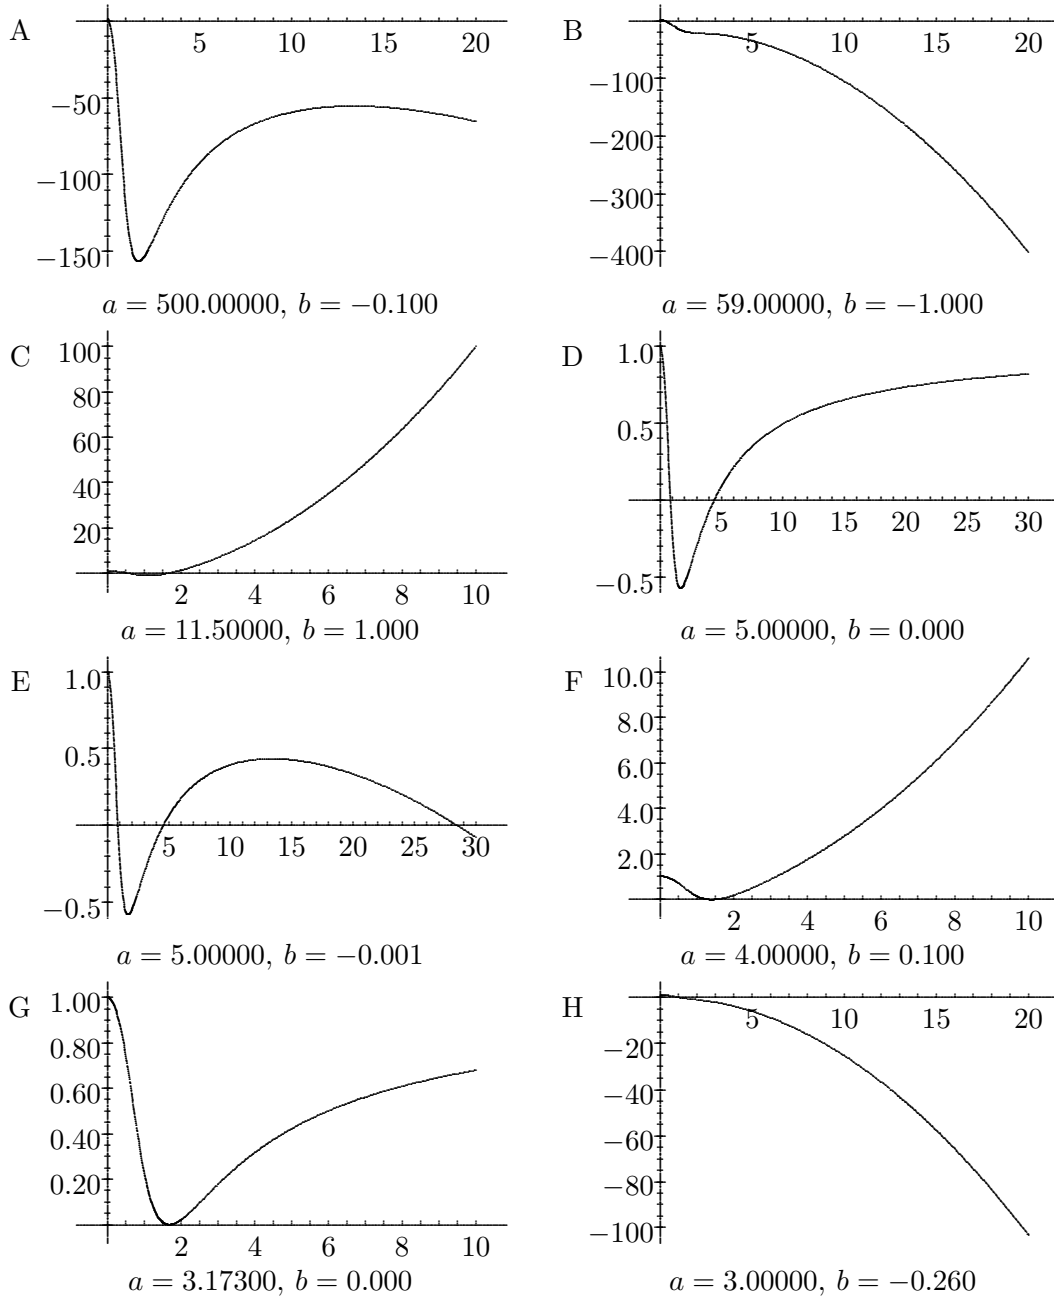 A
5 10 15 20
−50
−100
−150
a = 500.00000, b = −0.100
B
5 10 15 20
−100
−200
−300
−400
a = 59.00000, b = −1.000
C
100
80
60
40
20
2 4 6 8 10
a = 11.50000, b = 1.000
D
1.0
0.5
5 10 15 20 25 30
−0.5
a = 5.00000, b = 0.000
E
1.0
0.5
5 10 15 20 25 30
−0.5
a = 5.00000, b = −0.001
F
10.0
8.0
6.0
4.0
2.0
2 4 6 8 10
a = 4.00000, b = 0.100
G
1.00
0.80
0.60
0.40
0.20
2 4 6 8 10
a = 3.17300, b = 0.000
H
5 10 15 20
−20
−40
−60
−80
−100
a = 3.00000, b = −0.260